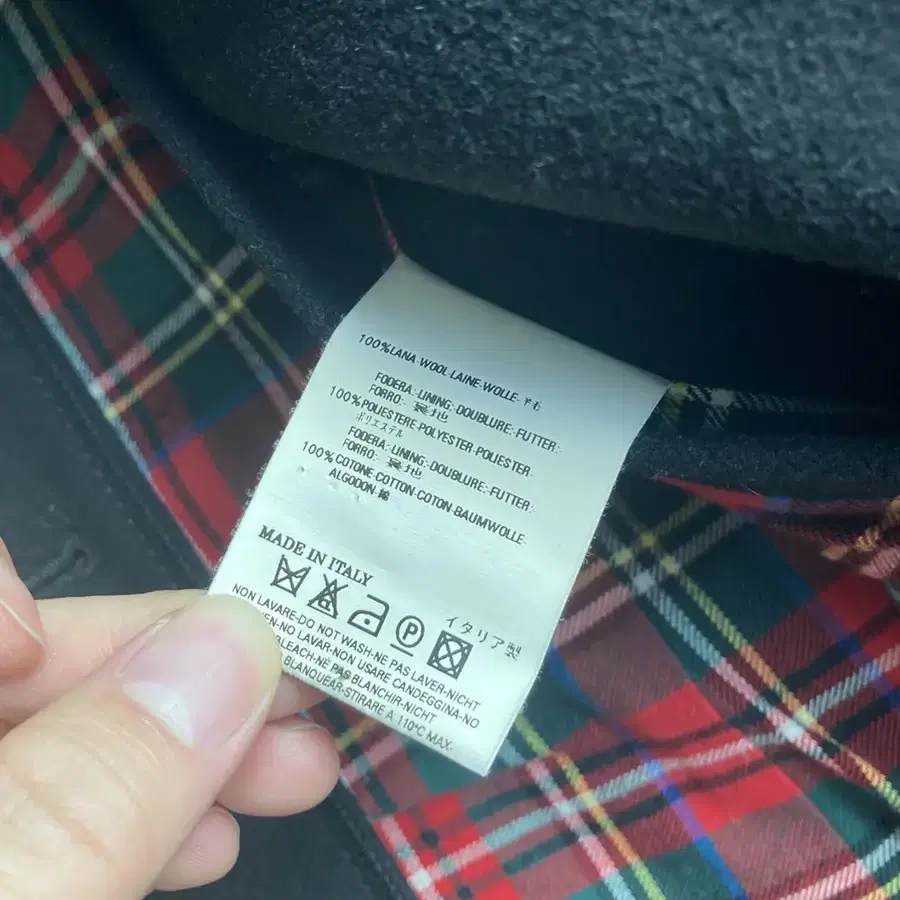 100%LANA-WOOL-LAINE-WOLLE-羊毛
FODERA:-LINING:-DOUBLURE:-FUTTER:
FORRO: 裏地
100%POLIESTERE-POLYESTER-POLYESTER
ポリエステル
FODERA:-LINING:-DOUBLURE:-FUTTER:
FORRO: 裏地
100%COTONE-COTTON-COTON-BAUMWOLLE
ALGODON-綿
MADE IN ITALY
イタリア製
P
NON LAVARE-DO NOT WASH-NE PAS LAVER-NICHT
-NO LAVAR-NON USARE CANDEGGINA-NO
BLEACH-NÉ PAS BLANCHIR-NICHT
BLANQUEAR-STIRARE A 110°C MAX-